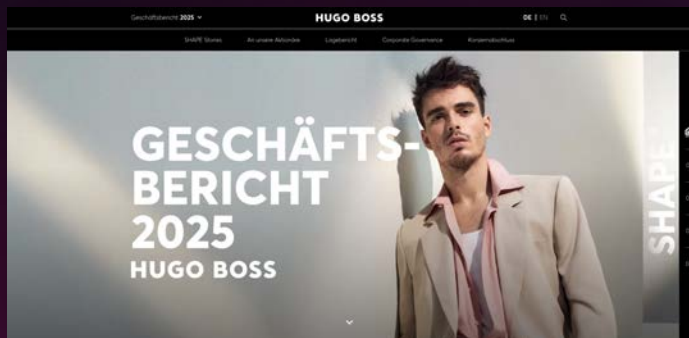 Geschäftsbericht 2025
HUGO BOSS
DE | EN
SHAPE Stories
An unsere Aktionäre
Lagebericht
Corporate Governance
Konzernabschluss
GESCHÄFTS-
BERICHT
2025
HUGO BOSS
SHAPE